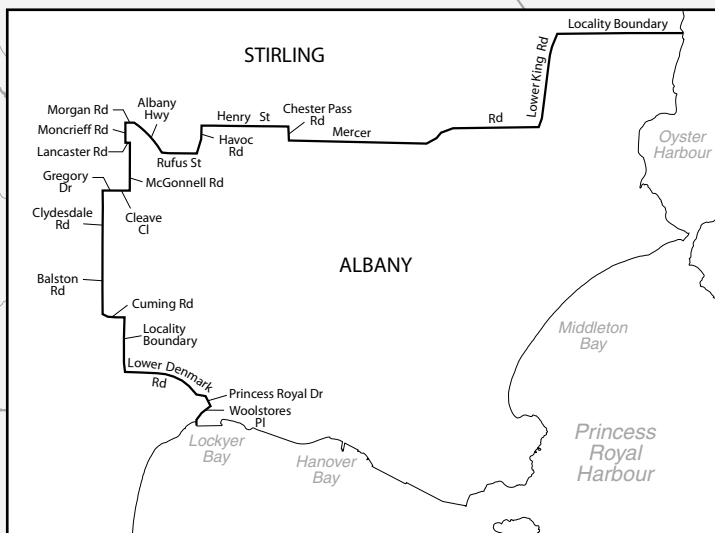 Locality Boundary
STIRLING
Lower King Rd
Morgan Rd
Albany
Hwy
Henry St
Chester Pass
Rd
Moncrieff Rd
Havoc
Rd
Mercer Rd
Oyster
Harbour
Lancaster Rd
Rufus St
Gregory
Dr
McGonnell Rd
Clydesdale
Rd
Cleave
Cl
ALBANY
Balston
Rd
Cuming Rd
Locality
Boundary
Middleton
Bay
Lower Denmark
Rd
Princess Royal Dr
Woolstores
Pl
Lockyer
Bay
Hanover
Bay
Princess
Royal
Harbour